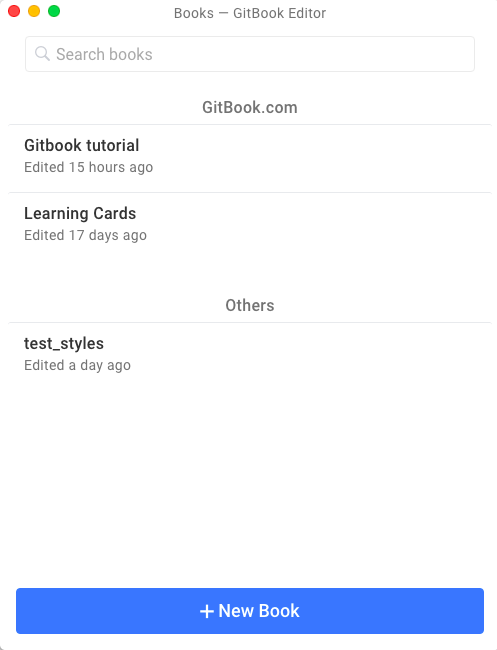 Books — GitBook Editor
Search books
GitBook.com
Gitbook tutorial
Edited 15 hours ago
Learning Cards
Edited 17 days ago
Others
test_styles
Edited a day ago
+ New Book